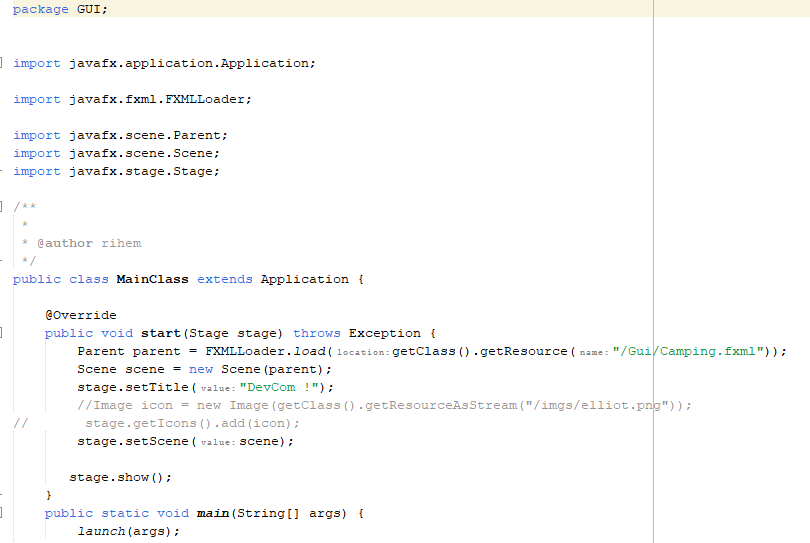 package GUI;
import javafx.application.Application;
import javafx.fxml.FXMLLoader;
import javafx.scene.Parent;
import javafx.scene.Scene;
import javafx.stage.Stage;
/**
 *
 * @author rihem
 */
public class MainClass extends Application {
    @Override
    public void start(Stage stage) throws Exception {
        Parent parent = FXMLLoader.load(location:getClass().getResource(name:"/Gui/Camping.fxml"));
        Scene scene = new Scene(parent);
        stage.setTitle(value:"DevCom !");
        //Image icon = new Image(getClass().getResourceAsStream("/imgs/elliot.png"));
//       stage.getIcons().add(icon);
        stage.setScene(value:scene);
       stage.show();
    }
    public static void main(String[] args) {
        launch(args);